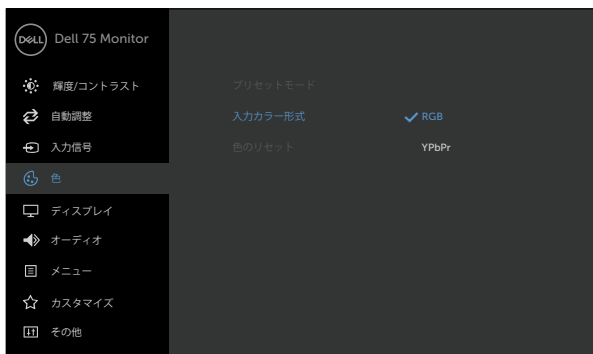 DELL Dell 75 Monitor
輝度/コントラスト プリセットモード
自動調整 入力カラー形式 RGB
入力信号 色のリセット YPbPr
色
ディスプレイ
オーディオ
メニュー
カスタマイズ
その他